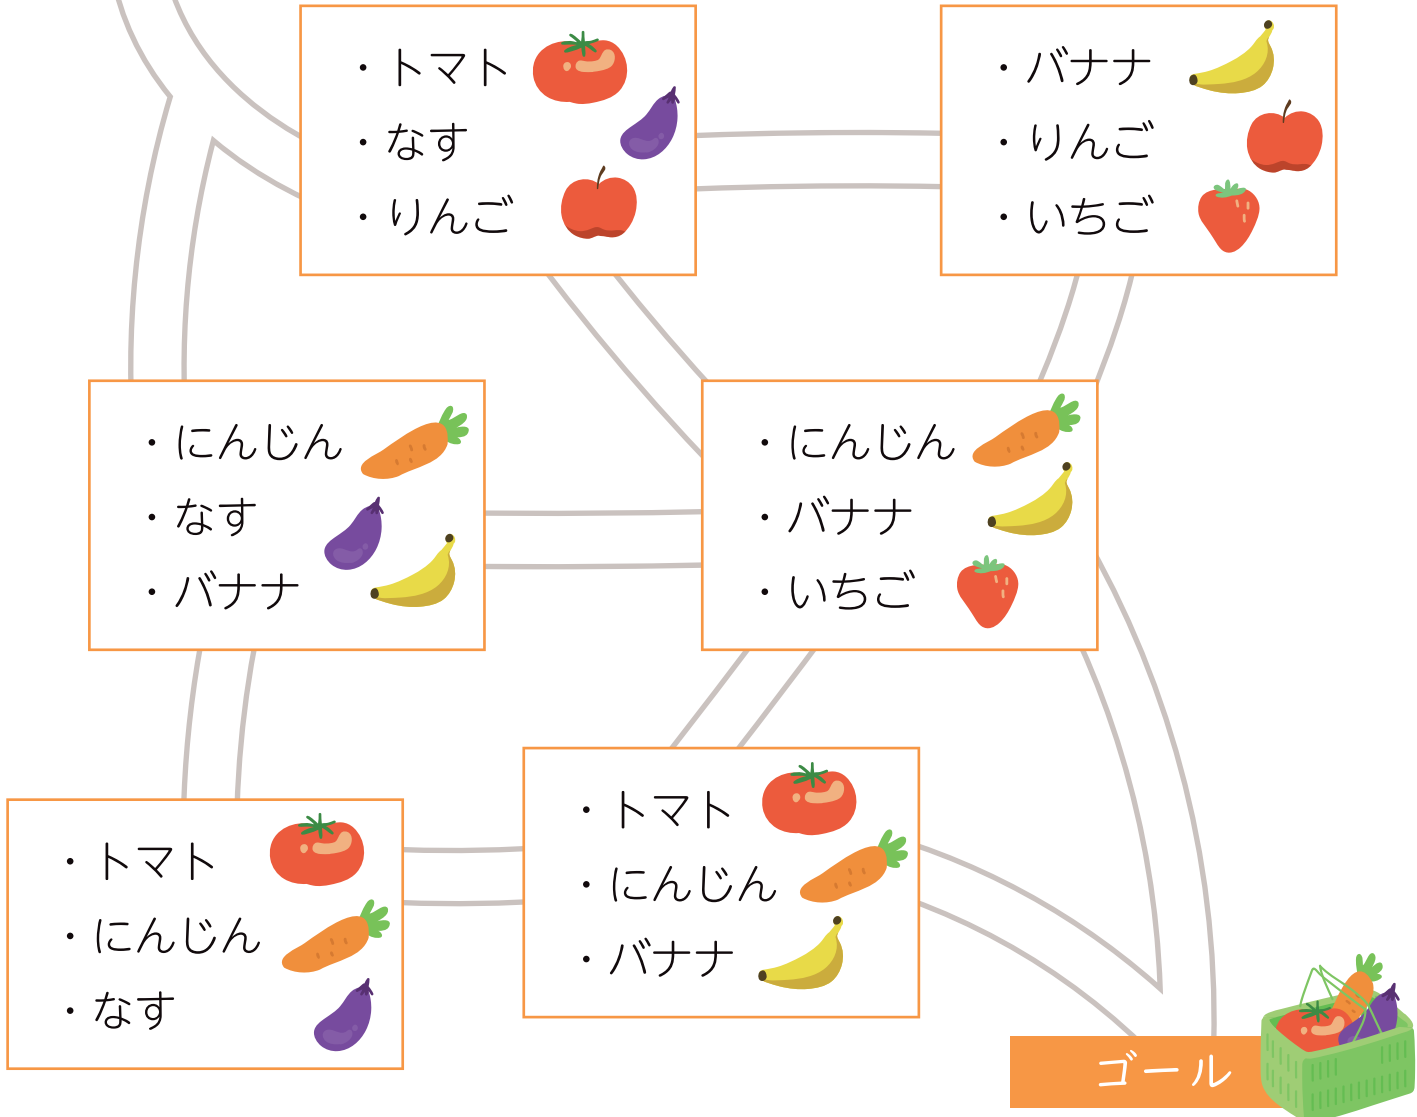 ・トマト
・なす
・りんご
・バナナ
・りんご
・いちご
・にんじん
・なす
・バナナ
・にんじん
・バナナ
・いちご
・トマト
・にんじん
・なす
・トマト
・にんじん
・バナナ
ゴール